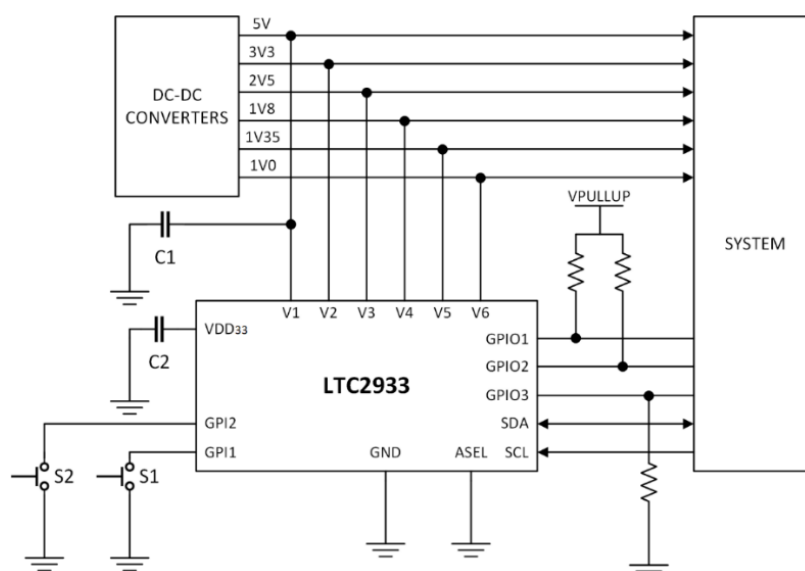 5V
3V3
2V5
1V8
1V35
1V0
DC-DC
CONVERTERS
VPULLUP
SYSTEM
C1
V1 V2 V3 V4 V5 V6
VDD33
C2
LTC2933
GPIO1
GPIO2
GPIO3
SDA
SCL
GPI2
GPI1
GND
ASEL
S2
S1